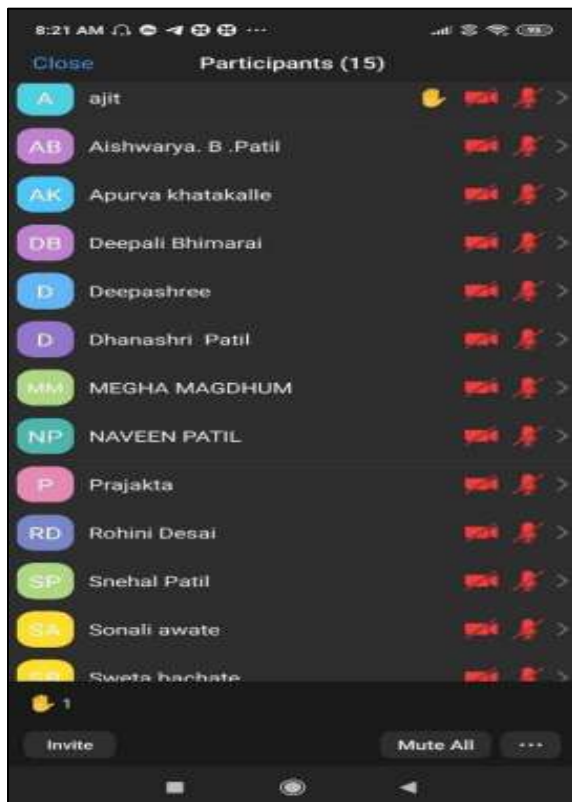 8:21 AM
Close Participants (15)
A ajit
AB Aishwarya. B .Patil
AK Apurva khatakalle
DB Deepali Bhimarai
D Deepashree
D Dhanashri Patil
MM MEGHA MAGDHUM
NP NAVEEN PATIL
P Prajakta
RD Rohini Desai
SP Snehal Patil
SA Sonali awate
Sweta bachate
1
Invite Mute All